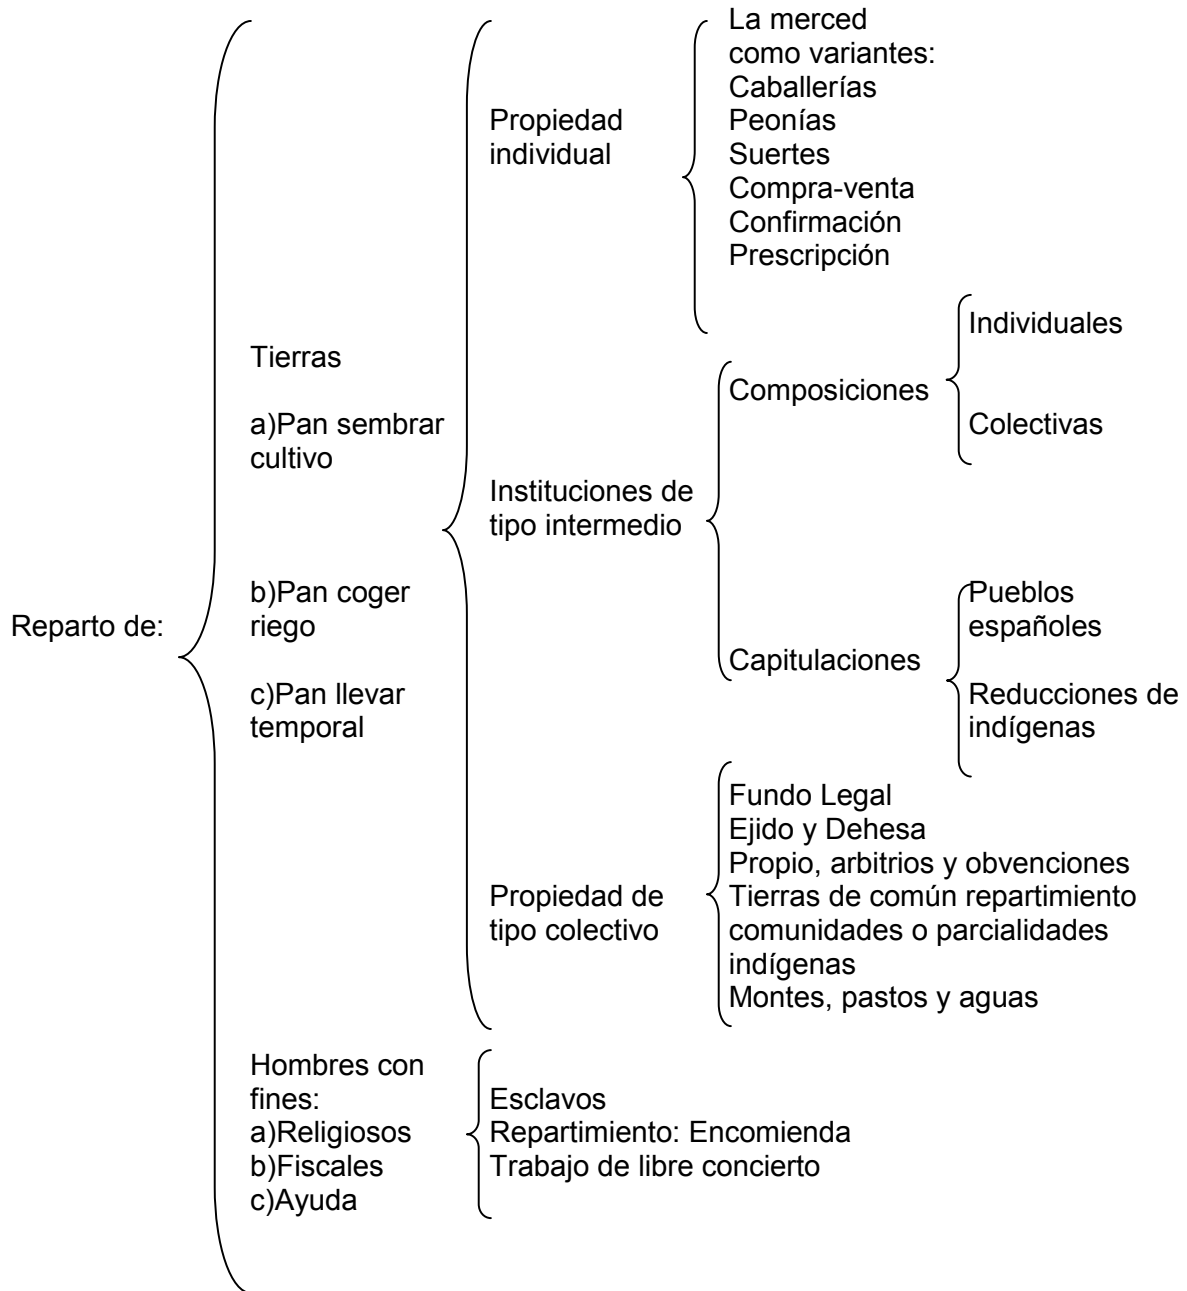 Reparto de:
Tierras
a)Pan sembrar
cultivo
b)Pan coger
riego
c)Pan llevar
temporal
Propiedad
individual
La merced
como variantes:
Caballerías
Peonías
Suertes
Compra-venta
Confirmación
Prescripción
Instituciones de
tipo intermedio
Composiciones
Individuales
Colectivas
Capitulaciones
Pueblos
españoles
Reducciones de
indígenas
Propiedad de
tipo colectivo
Fundo Legal
Ejido y Dehesa
Propio, arbitrios y obvenciones
Tierras de común repartimiento
comunidades o parcialidades
indígenas
Montes, pastos y aguas
Hombres con
fines:
a)Religiosos
b)Fiscales
c)Ayuda
Esclavos
Repartimiento: Encomienda
Trabajo de libre concierto